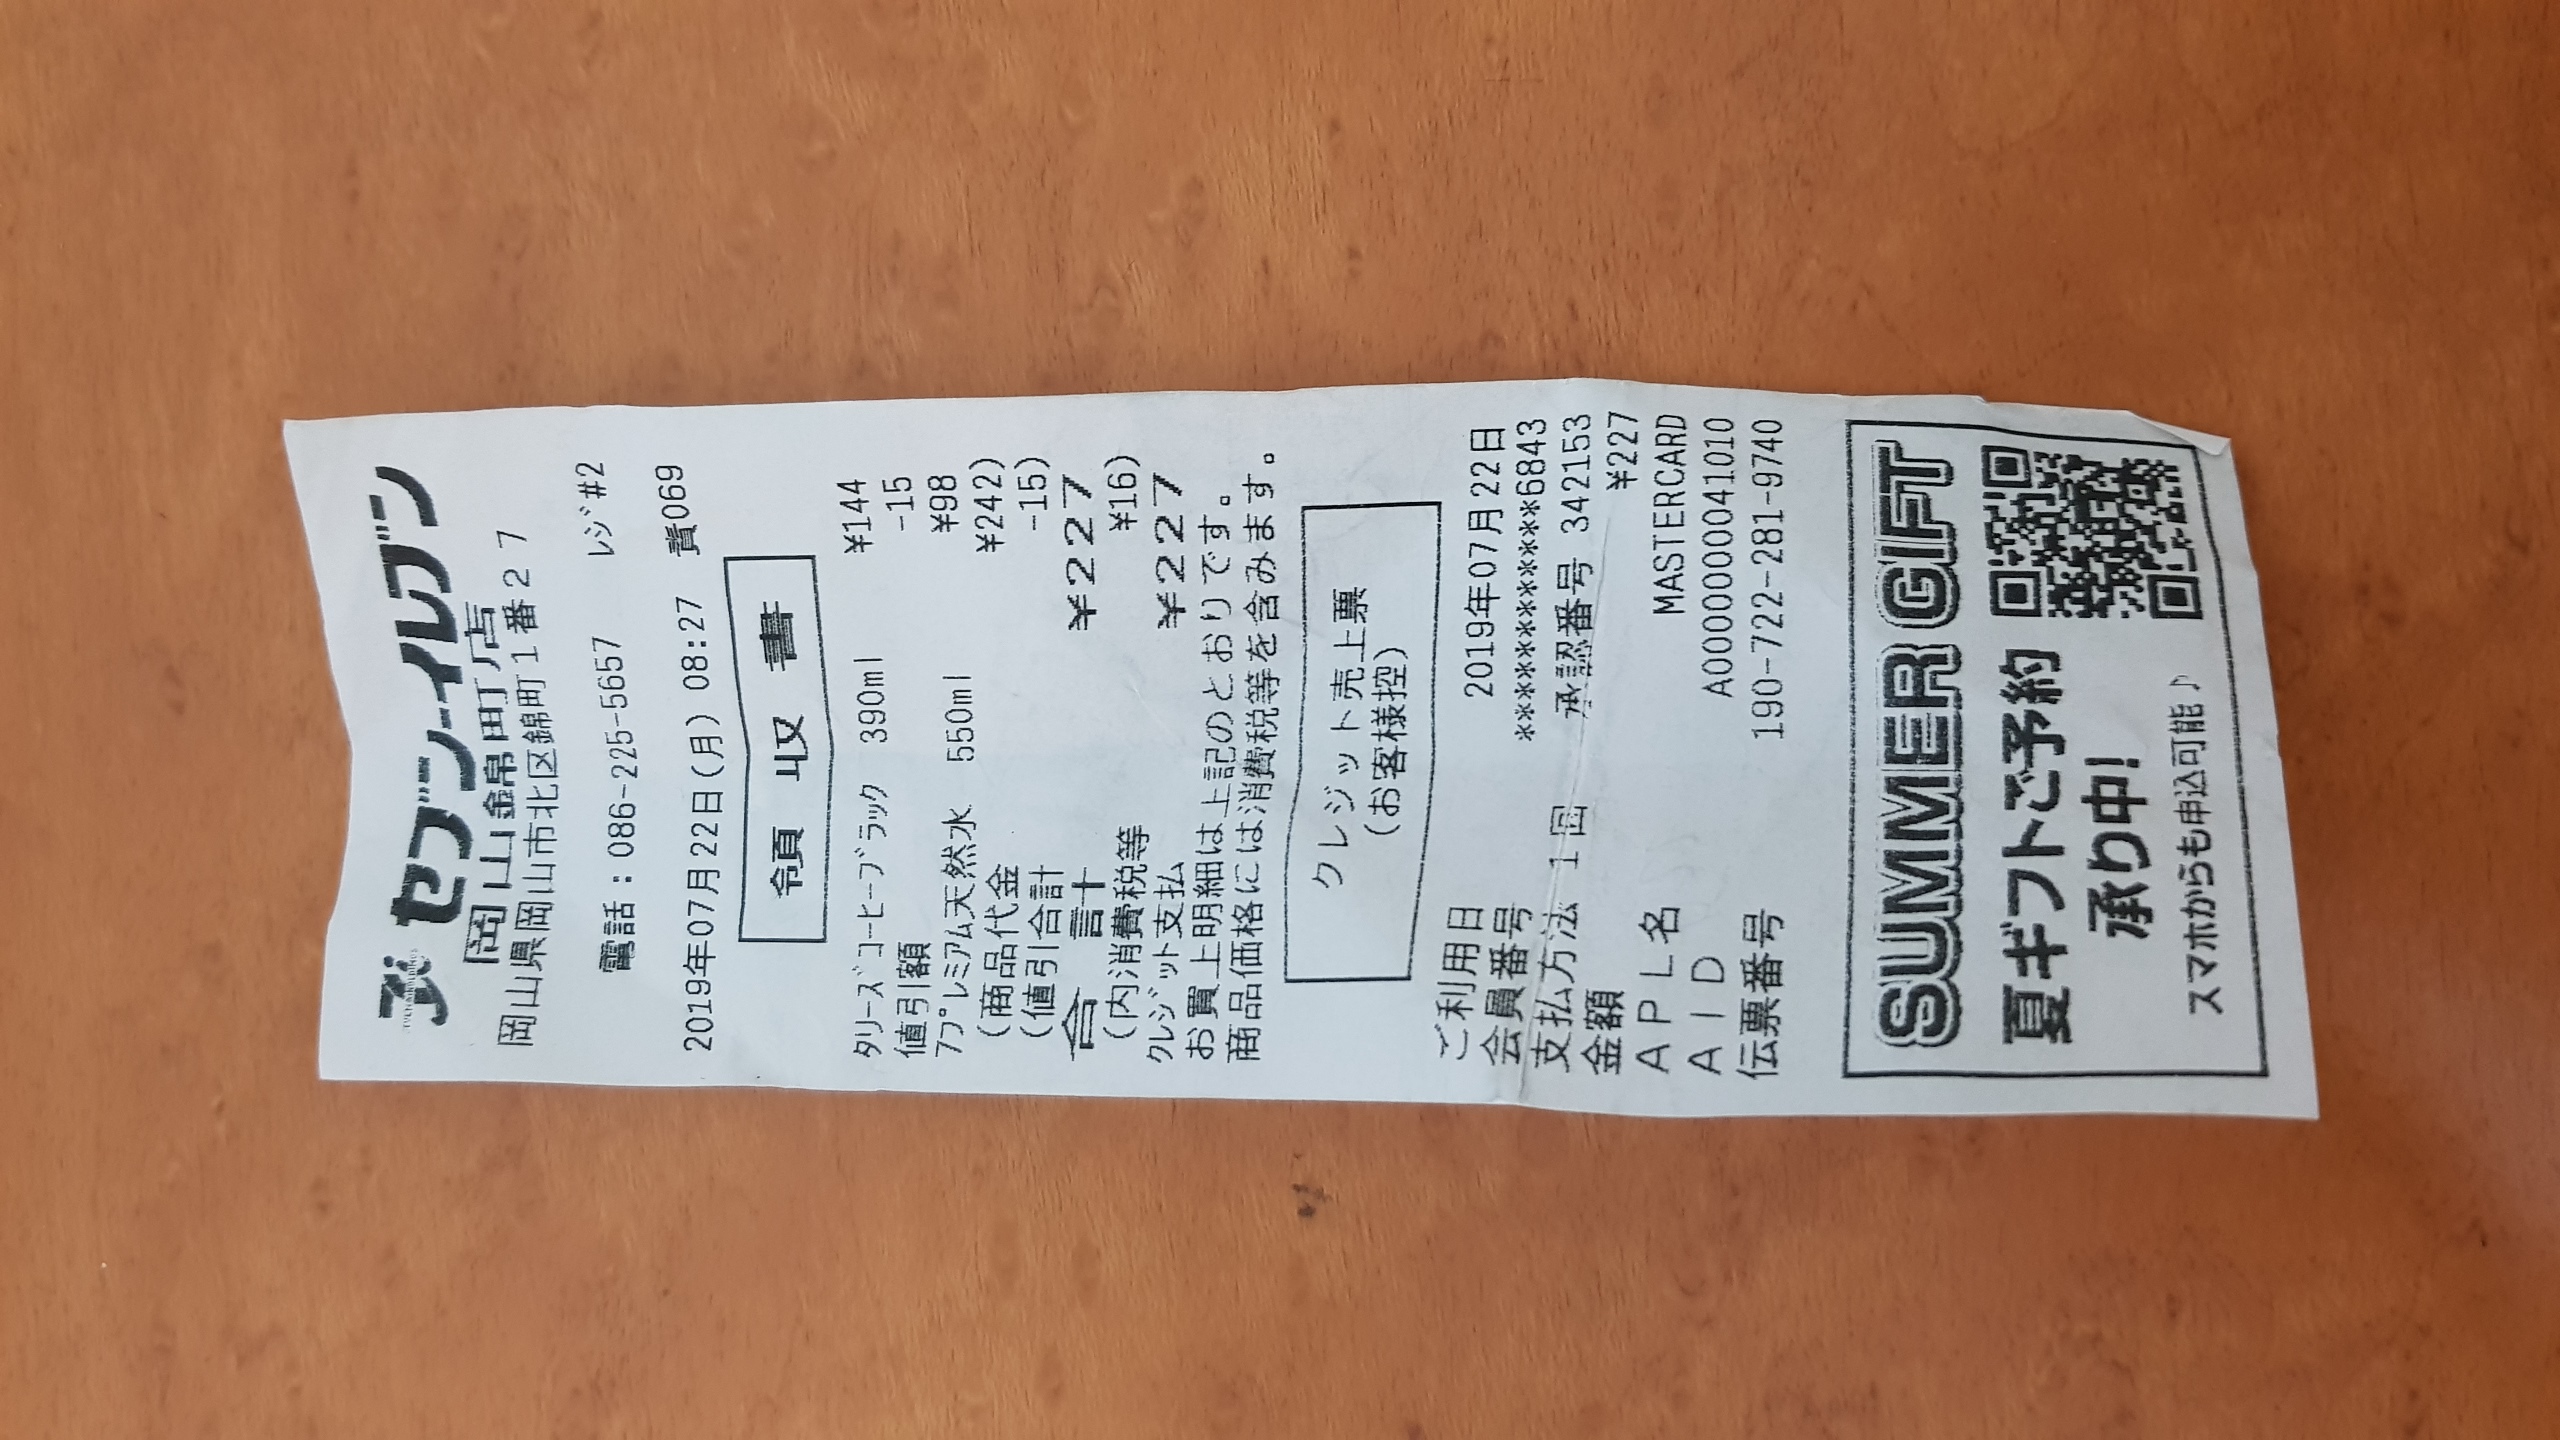 セブン-イレブン
岡山錦町店
岡山県岡山市北区錦町1番27
電話：086-225-5657 ﾚｼﾞ#2
2019年07月22日(月) 08:27 責069
領収書
ﾀﾘｰｽﾞｺｰﾋｰﾌﾞﾗｯｸ 390ml ¥144
値引額 -15
7ﾌﾟﾚﾐｱﾑ天然水 550ml ¥98
(商品代金 ¥242)
(値引合計 -15)
合 計 ¥227
(内消費税等 ¥16)
ｸﾚｼﾞｯﾄ支払 ¥227
お買上明細は上記のとおりです。
商品価格には消費税等を含みます。
クレジット売上票
(お客様控)
ご利用日 2019年07月22日
会員番号 ************6843
支払方法 1回 承認番号 342153
金額 ¥227
ＡＰＬ名 MASTERCARD
ＡＩＤ A0000000041010
伝票番号 190-722-281-9740
SUMMER GIFT
夏ギフトご予約
承り中!
スマホからも申込可能♪